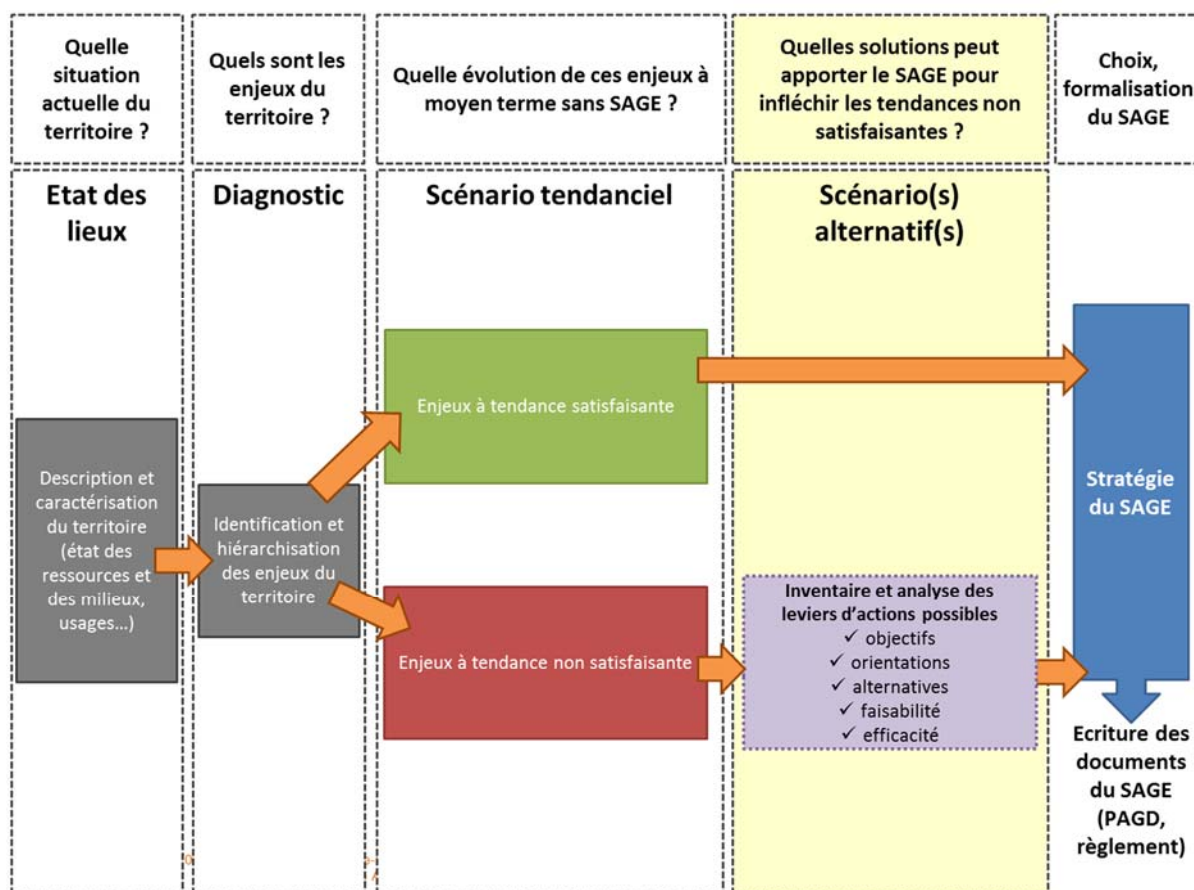 Quelle
situation
actuelle du
territoire ?
Quels sont les
enjeux du
territoire ?
Quelle évolution de ces enjeux à
moyen terme sans SAGE ?
Quelles solutions peut
apporter le SAGE pour
infléchir les tendances non
satisfaisantes ?
Choix,
formalisation
du SAGE
Etat des
lieux
Diagnostic
Scénario tendanciel
Scénario(s)
alternatif(s)
Description et
caractérisation
du territoire
(état des
ressources et
des milieux,
usages...)
Identification et
hiérarchisation
des enjeux du
territoire
Enjeux à tendance satisfaisante
Enjeux à tendance non satisfaisante
Inventaire et analyse des
leviers d'actions possibles
✓ objectifs
✓ orientations
✓ alternatives
✓ faisabilité
✓ efficacité
Stratégie
du SAGE
Ecriture des
documents
du SAGE
(PAGD,
règlement)